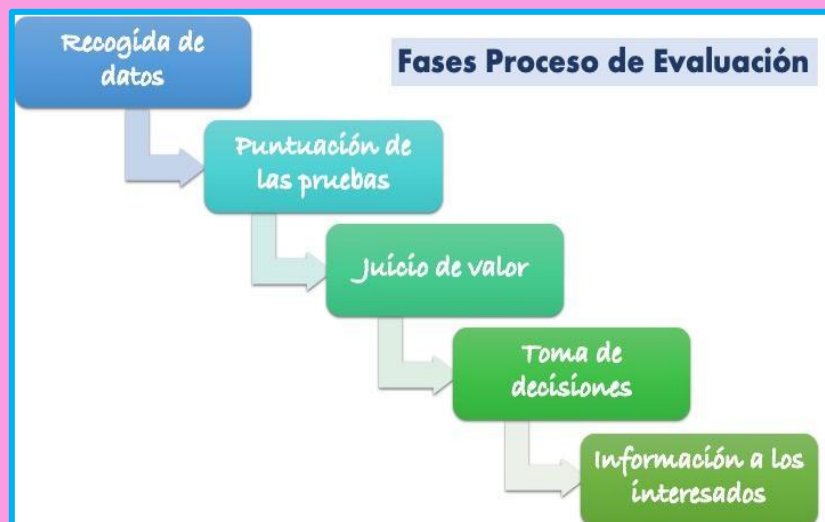 Recogida de
datos
Fases Proceso de Evaluación
Puntuación de
las pruebas
Juicio de valor
Toma de
decisiones
Información a los
interesados